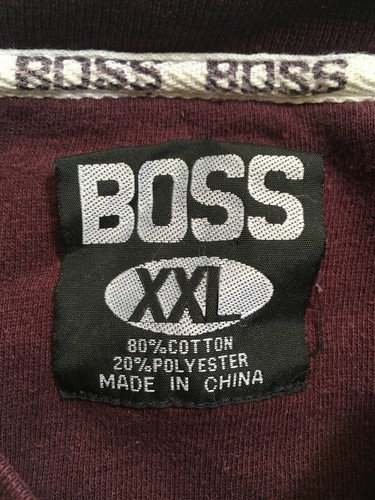 BOSS BOSS
BOSS
XXL
80%COTTON
20%POLYESTER
MADE IN CHINA